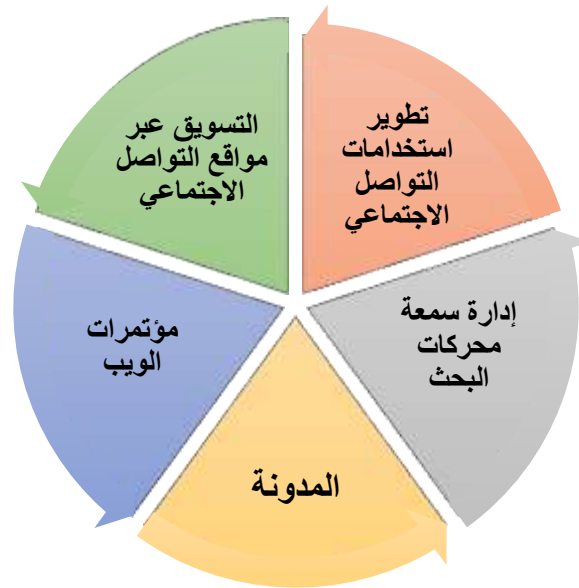 تطوير
استخدامات
التواصل
الاجتماعي
التسويق عبر
مواقع التواصل
الاجتماعي
مؤتمرات
الويب
المدونة
إدارة سمعة
محركات
البحث